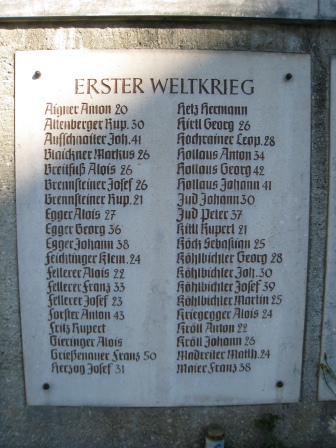 ERSTER WELTKRIEG
Aigner Anton 20
Altenberger Rup. 30
Aufschnaiter Joh. 41
Blaickner Markus 26
Breitfuß Alois 26
Brennsteiner Josef 26
Brennsteiner Rup. 21
Egger Alois 27
Egger Georg 36
Egger Johann 38
Feichtinger Klem. 24
Fellerer Alois 22
Fellerer Franz 33
Fellerer Josef 23
Forster Anton 43
Fritz Rupert
Gieringer Alois
Grießenauer Franz 50
Herzog Josef 31
Hetz Hermann
Hirtl Georg 26
Hochrainer Leop. 28
Hollaus Anton 34
Hollaus Georg 42
Hollaus Johann 41
Jud Johann 30
Jud Peter 37
Kitl Rupert 21
Köck Sebastian 25
Köhlbichler Georg 28
Köhlbichler Joh. 30
Köhlbichler Josef 39
Köhlbichler Martin 25
Kriegegger Alois 24
Kröll Anton 22
Kröll Johann 26
Madreiter Math. 24
Maier Franz 38